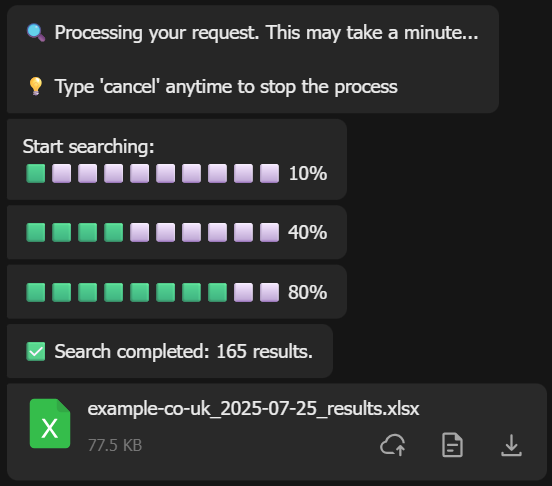 🔍 Processing your request. This may take a minute...
💡 Type 'cancel' anytime to stop the process
Start searching:
🟩⬜⬜⬜⬜⬜⬜⬜⬜⬜ 10%
🟩🟩🟩🟩⬜⬜⬜⬜⬜⬜ 40%
🟩🟩🟩🟩🟩🟩🟩🟩⬜⬜ 80%
✅ Search completed: 165 results.
X
example-co-uk_2025-07-25_results.xlsx
77.5 KB